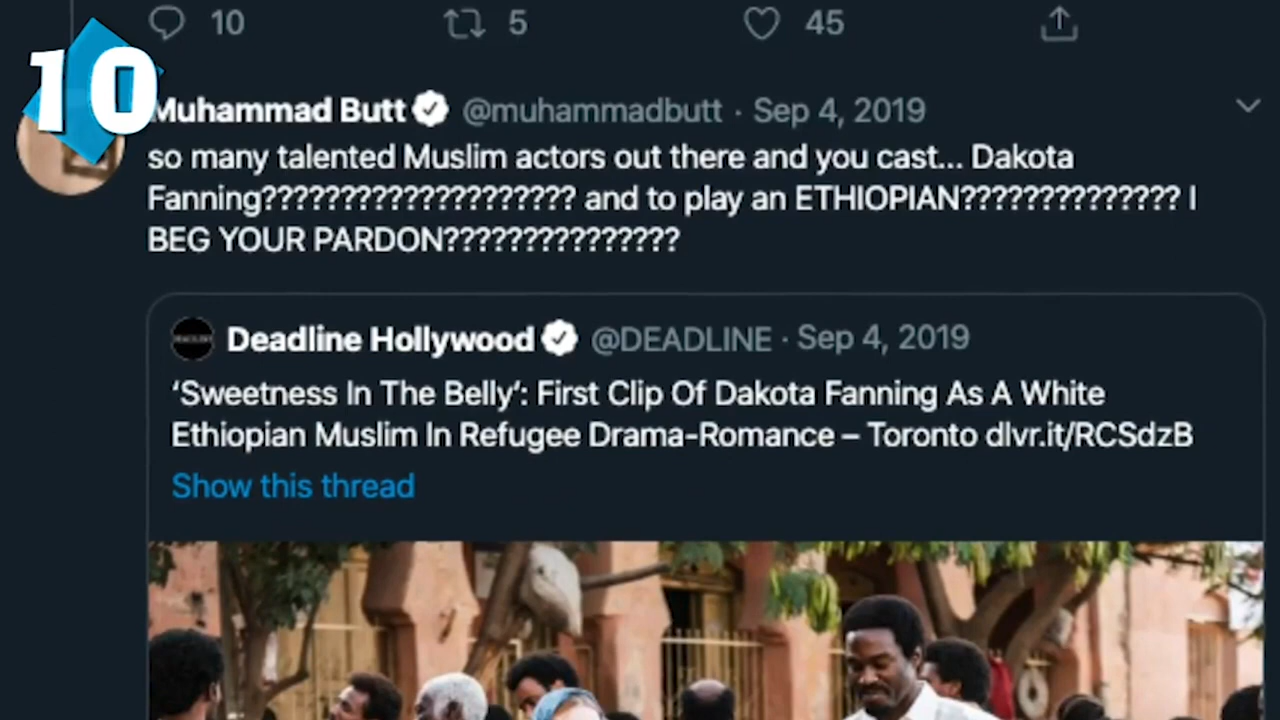 10 5 45
10
Muhammad Butt @muhammadbutt · Sep 4, 2019
so many talented Muslim actors out there and you cast... Dakota
Fanning???????????????????? and to play an ETHIOPIAN?????????????? I
BEG YOUR PARDON???????????????
Deadline Hollywood @DEADLINE · Sep 4, 2019
‘Sweetness In The Belly’: First Clip Of Dakota Fanning As A White
Ethiopian Muslim In Refugee Drama-Romance – Toronto dlvr.it/RCSdzB
Show this thread